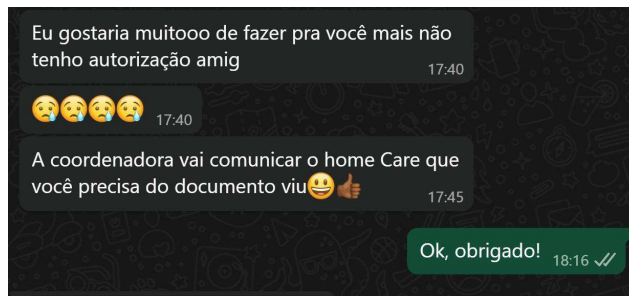 Eu gostaria muitooo de fazer pra você mais não
tenho autorização amig
17:40
😢😢😢😢 17:40
A coordenadora vai comunicar o home Care que
você precisa do documento viu😃👍🏾
17:45
Ok, obrigado! 18:16